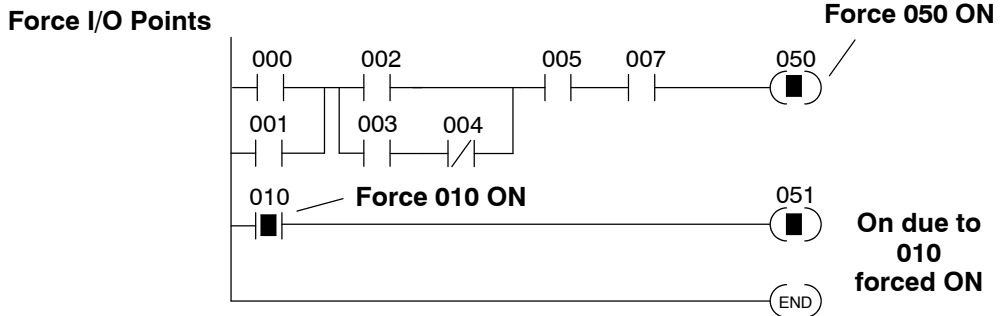 Force I/O Points
Force 050 ON
000 002 005 007 050
001 003 004
010 Force 010 ON 051
On due to
010
forced ON
END